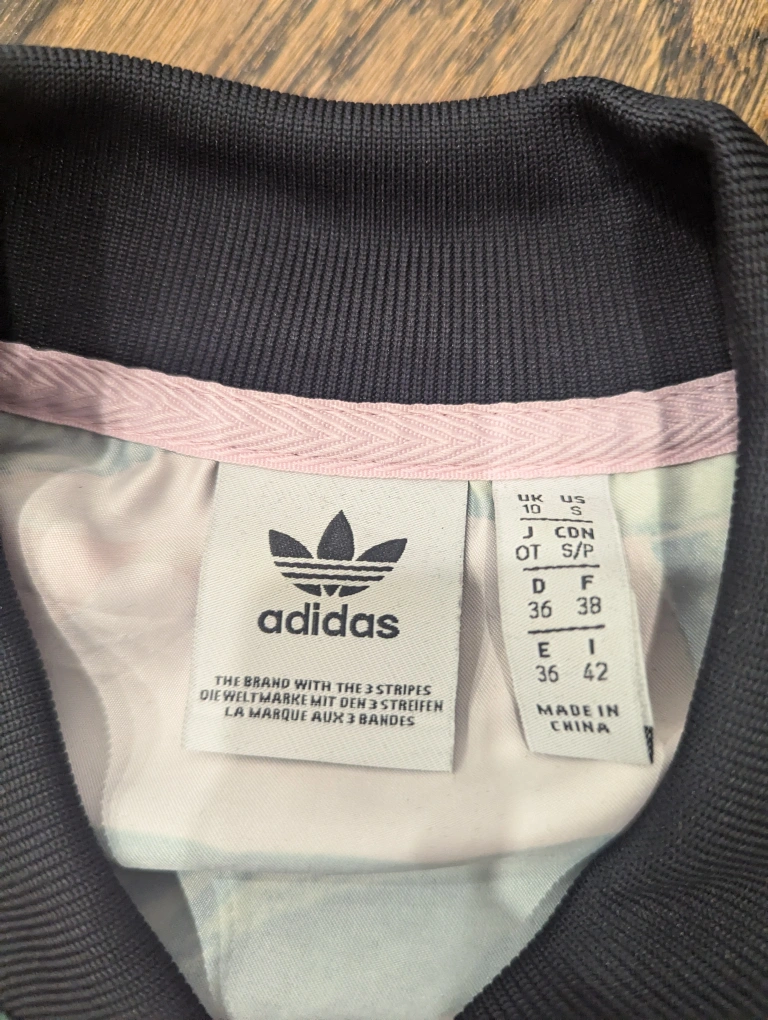 adidas
THE BRAND WITH THE 3 STRIPES
DIE WELTMARKE MIT DEN 3 STREIFEN
LA MARQUE AUX 3 BANDES
UK US
10 S
J CDN
OT S/P
D F
36 38
E I
36 42
MADE IN
CHINA